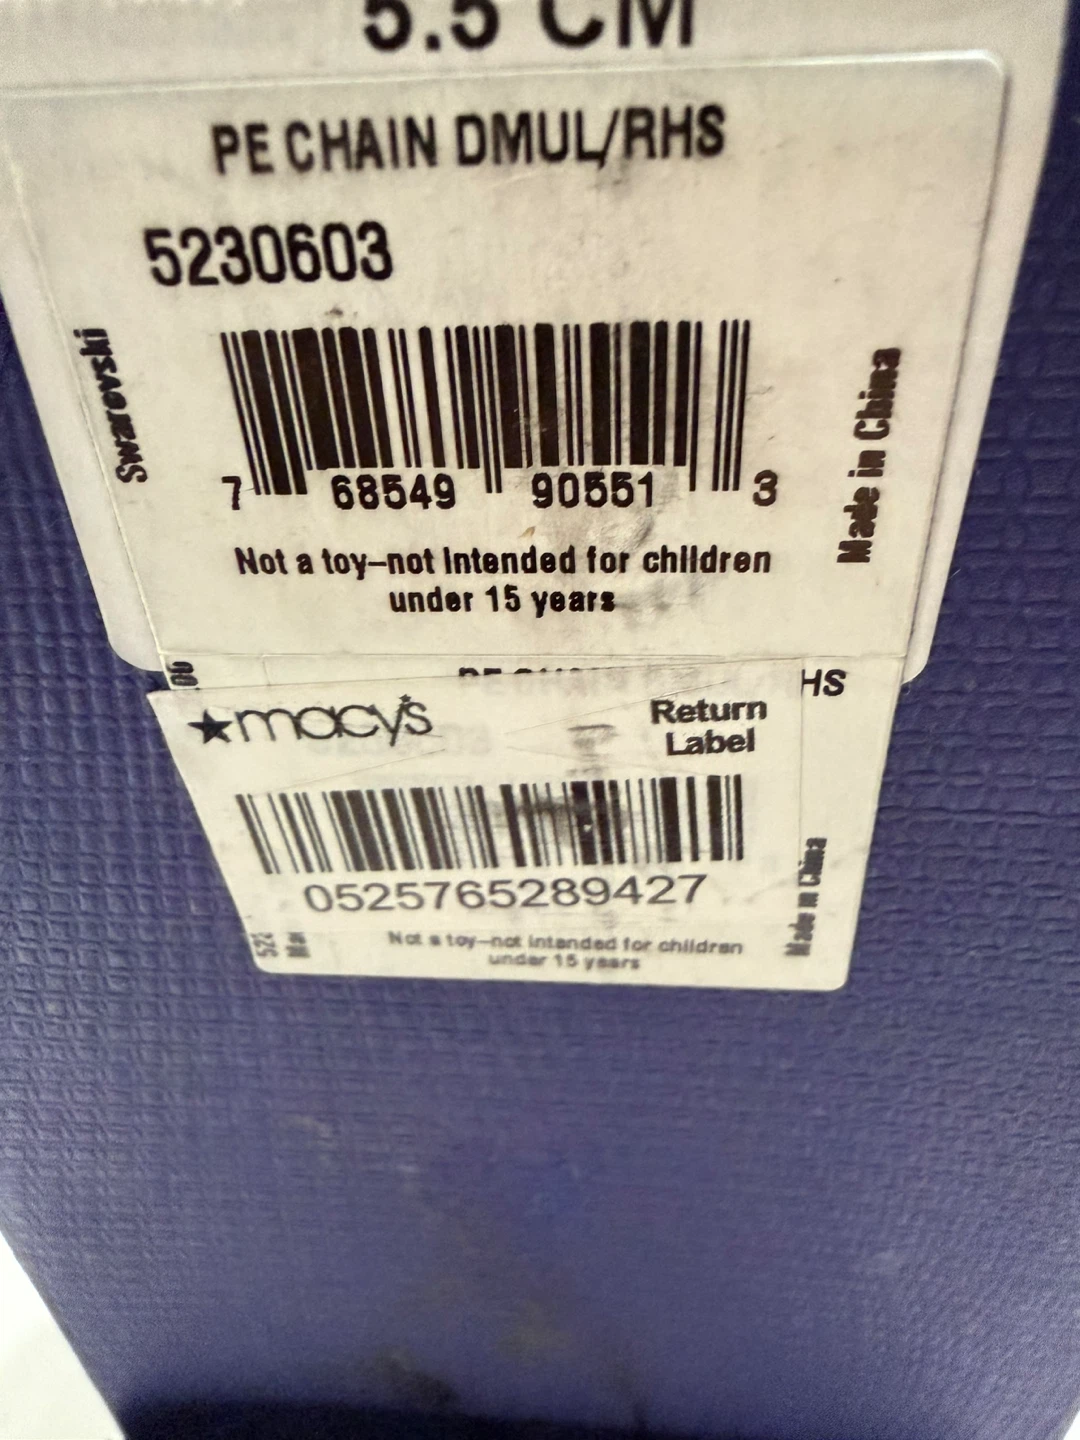 5.5 CM
PE CHAIN DMUL/RHS
5230603
Swarovski
Made in China
7 68549 90551 3
Not a toy–not intended for children
under 15 years
HS
macy's
Return
Label
0525765289427
Made in China
Not a toy–not intended for children
under 15 years